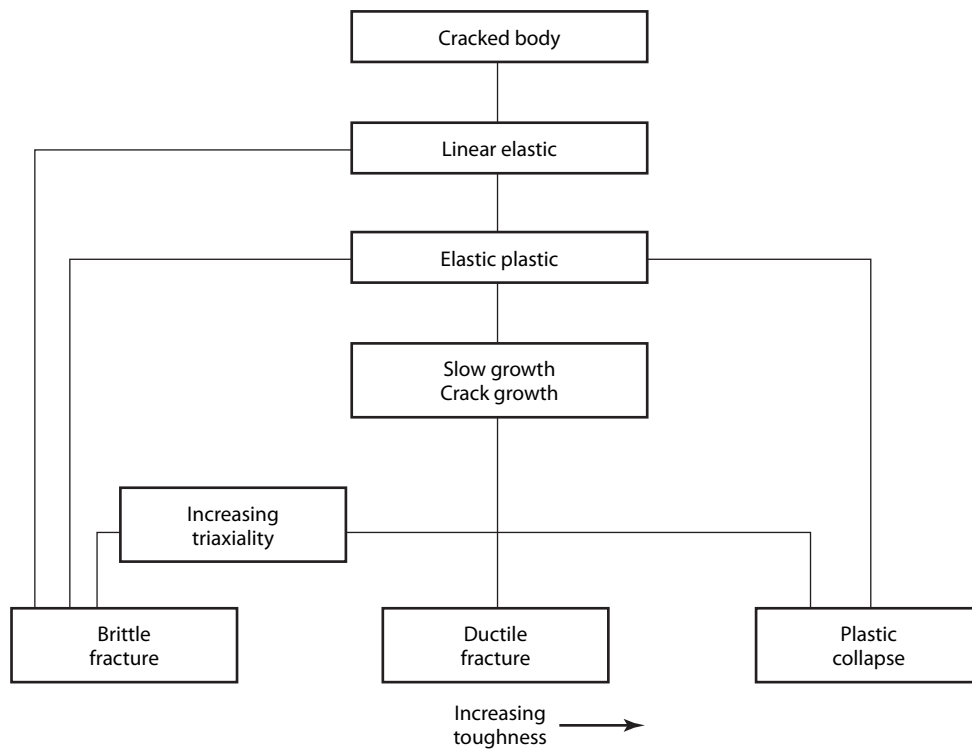 Cracked body
Linear elastic
Elastic plastic
Slow growth
Crack growth
Increasing
triaxiality
Brittle
fracture
Ductile
fracture
Plastic
collapse
Increasing
toughness